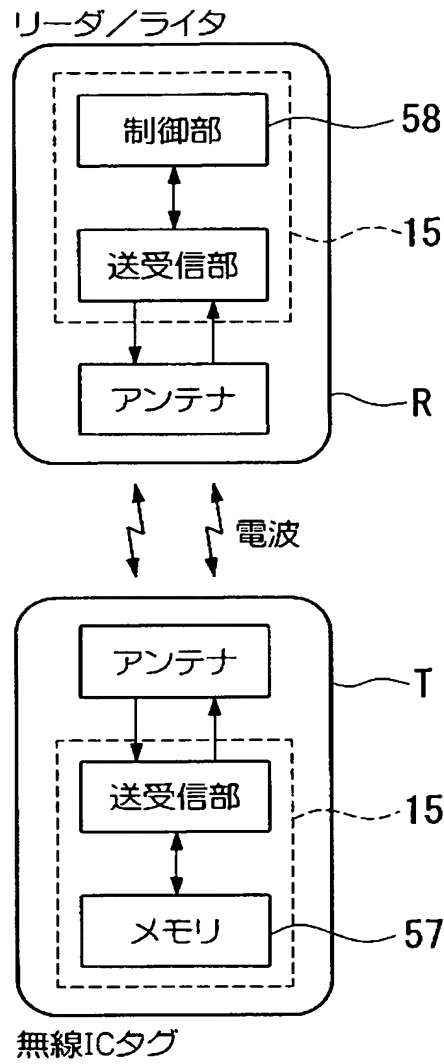 リーダ/ライタ
制御部
58
送受信部
15
アンテナ
R
電波
アンテナ
T
送受信部
15
メモリ
57
無線ICタグ